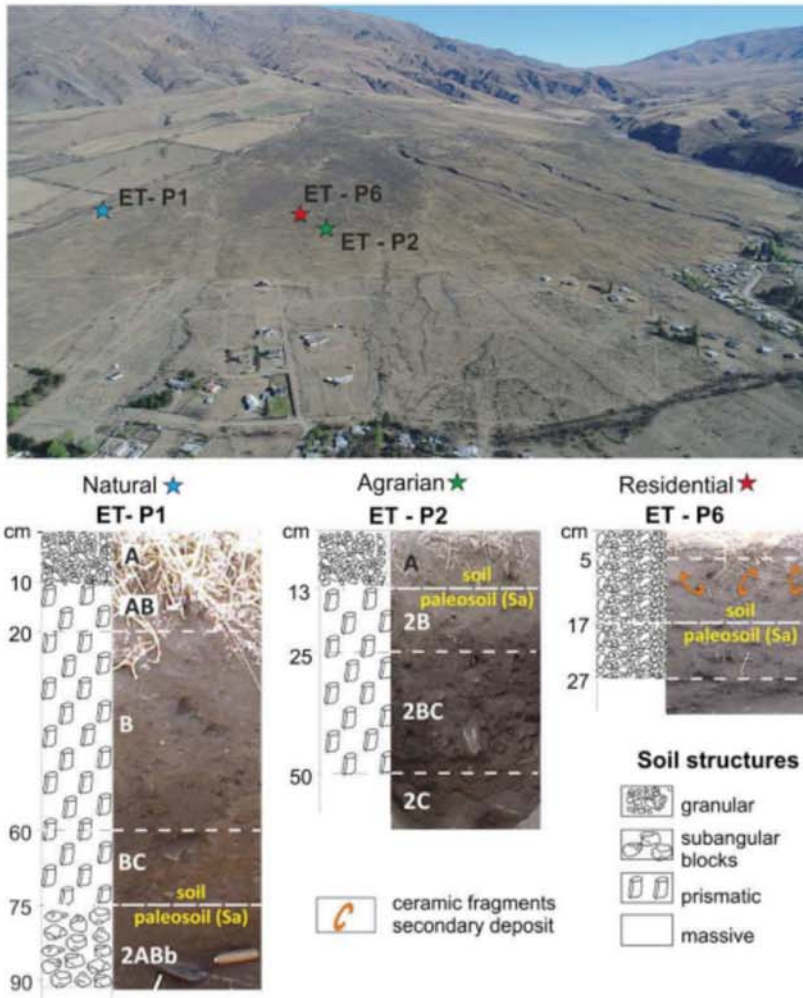 ET- P1
ET - P6
ET - P2
Natural
ET- P1
Agrarian
ET - P2
Residential
ET - P6
cm
A
10
AB
20
B
60
BC
soil
75
paleosoil (Sa)
2ABb
90
cm
A
soil
13
paleosoil (Sa)
2B
25
2BC
50
2C
cm
5
soil
17
paleosoil (Sa)
27
Soil structures
granular
subangular
blocks
prismatic
massive
ceramic fragments
secondary deposit